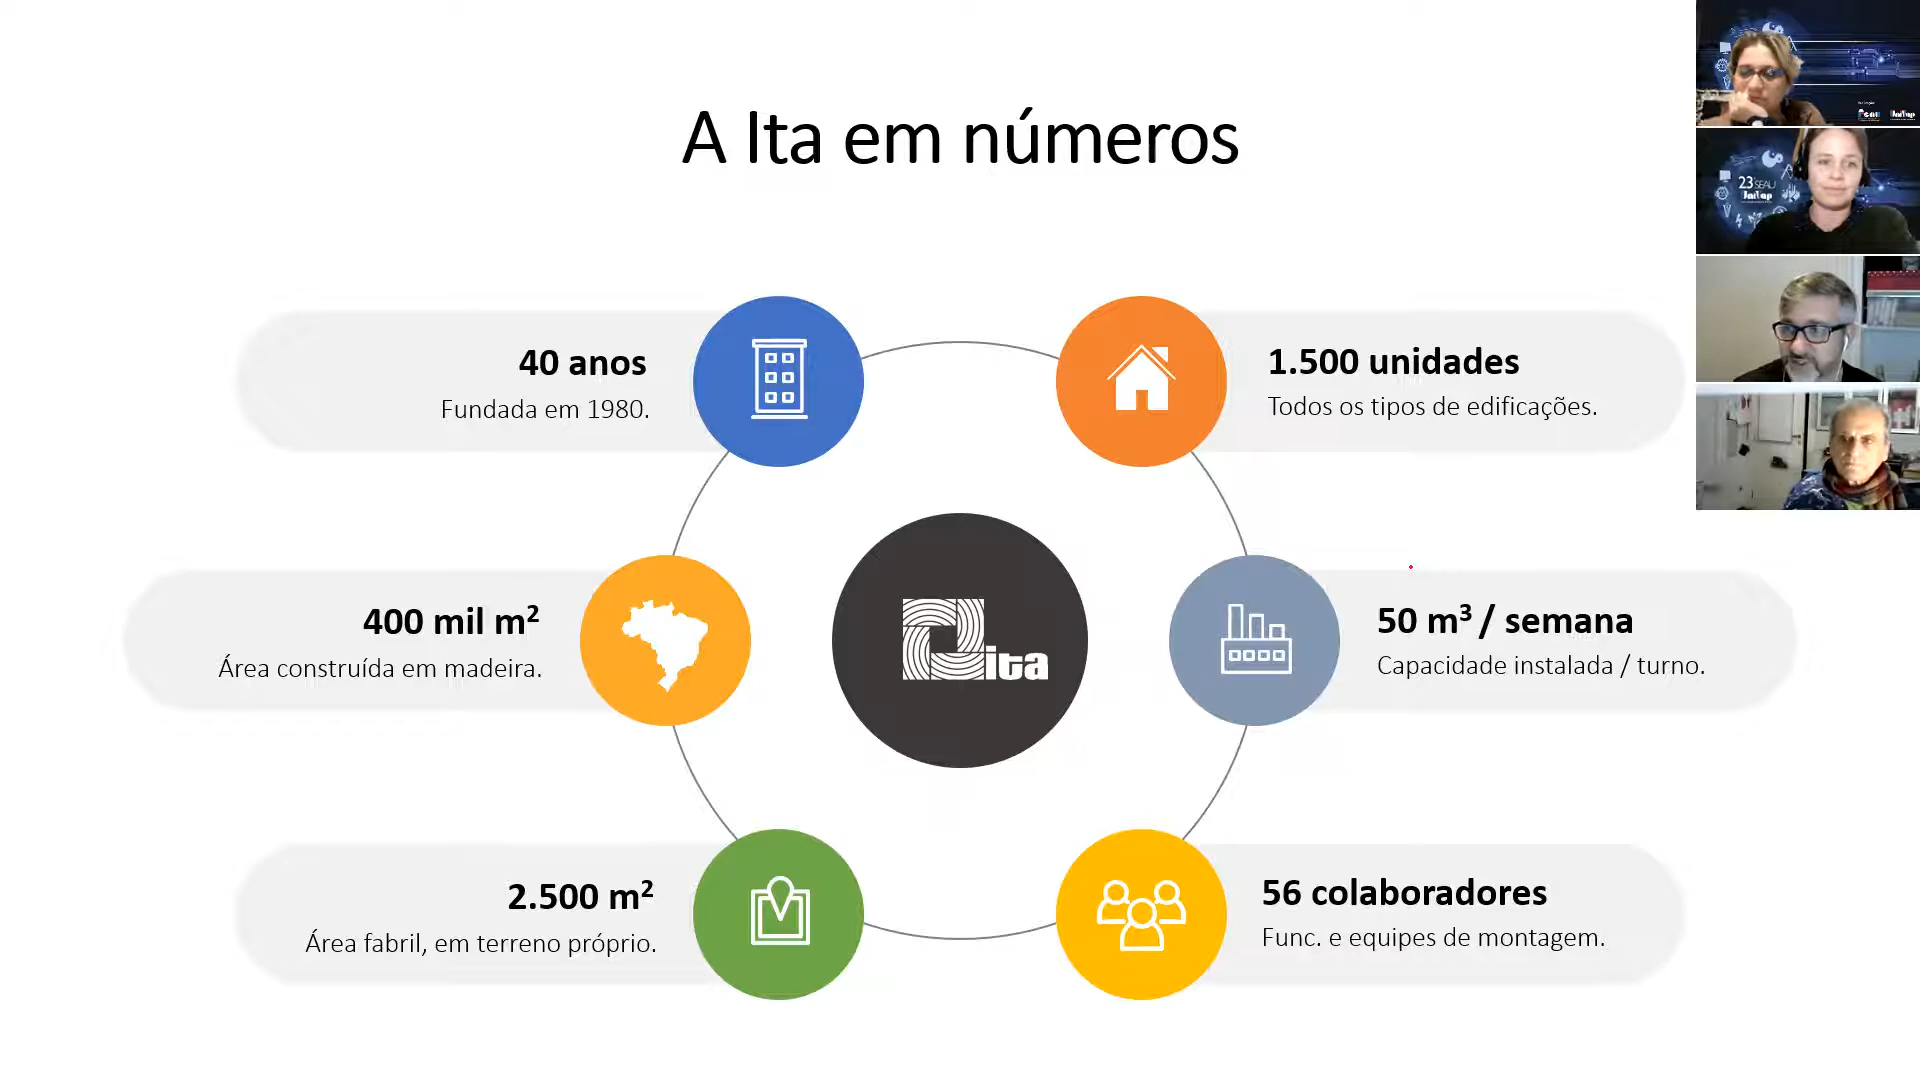 A Ita em números
40 anos
Fundada em 1980.
1.500 unidades
Todos os tipos de edificações.
400 mil m²
Área construída em madeira.
ita
50 m³ / semana
Capacidade instalada / turno.
2.500 m²
Área fabril, em terreno próprio.
56 colaboradores
Func. e equipes de montagem.
23ª SEAU